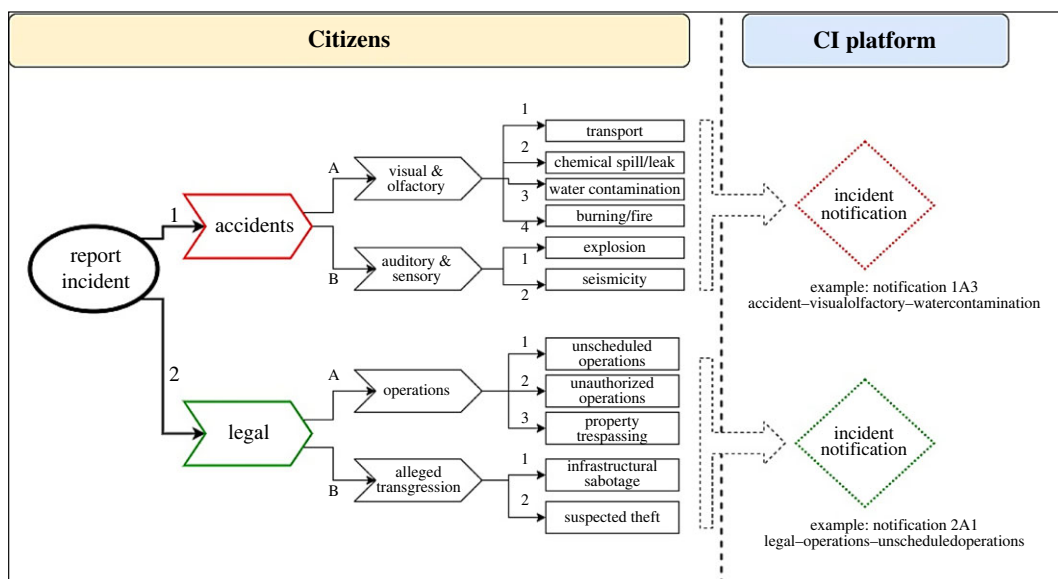 Citizens
CI platform
report
incident
1
2
accidents
legal
A
B
visual &
olfactory
auditory &
sensory
1
transport
2
chemical spill/leak
water contamination
3
burning/fire
4
explosion
1
seismicity
2
A
B
operations
alleged
transgression
1
unscheduled
operations
2
unauthorized
operations
3
property
trespassing
1
infrastructural
sabotage
2
suspected theft
incident
notification
example: notification 1A3
accident–visualolfactory–watercontamination
incident
notification
example: notification 2A1
legal–operations–unscheduledoperations